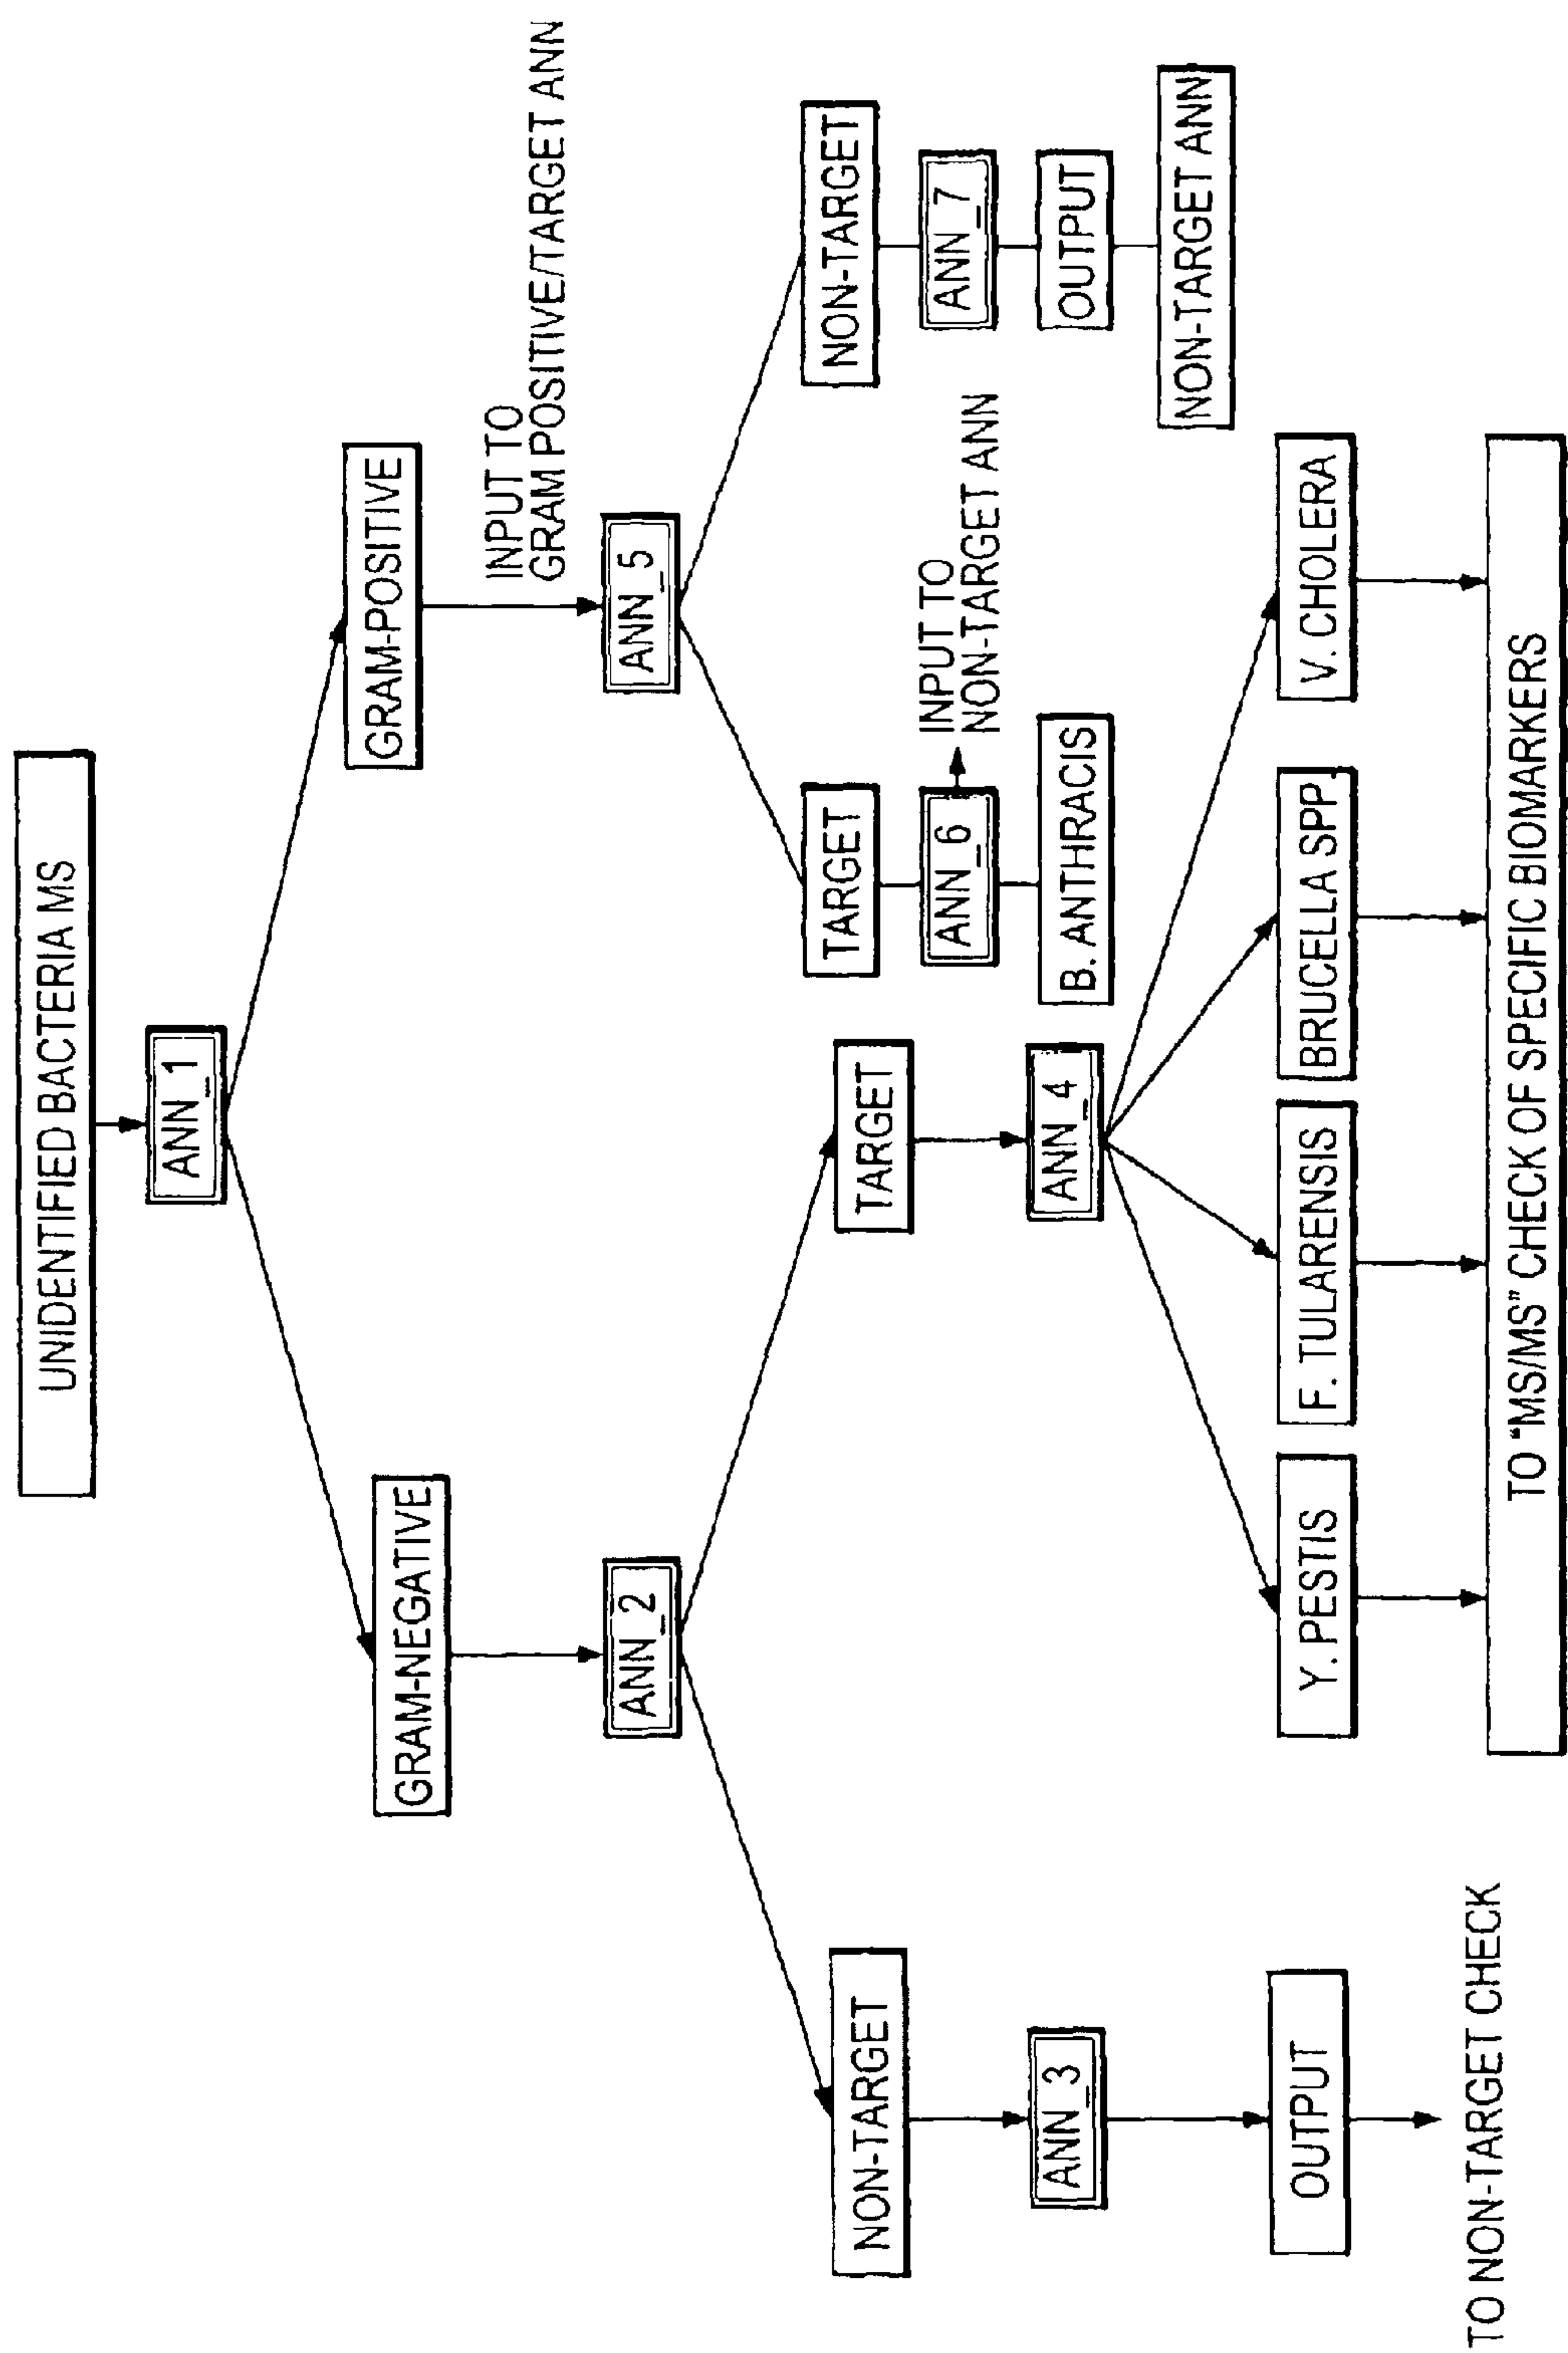 UNIDENTIFIED BACTERIA MS
ANN_1
GRAM-NEGATIVE
GRAM-POSITIVE
INPUT TO
GRAM POSITIVE/TARGET ANN
ANN_2
ANN_5
NON-TARGET
TARGET
TARGET
NON-TARGET
ANN_6
INPUT TO
NON-TARGET ANN
ANN_7
ANN_3
ANN_4
B. ANTHRACIS
OUTPUT
NON-TARGET ANN
OUTPUT
Y. PESTIS
F. TULARENSIS
BRUCELLA SPP.
V. CHOLERA
TO NON-TARGET CHECK
TO "MS/MS" CHECK OF SPECIFIC BIOMARKERS